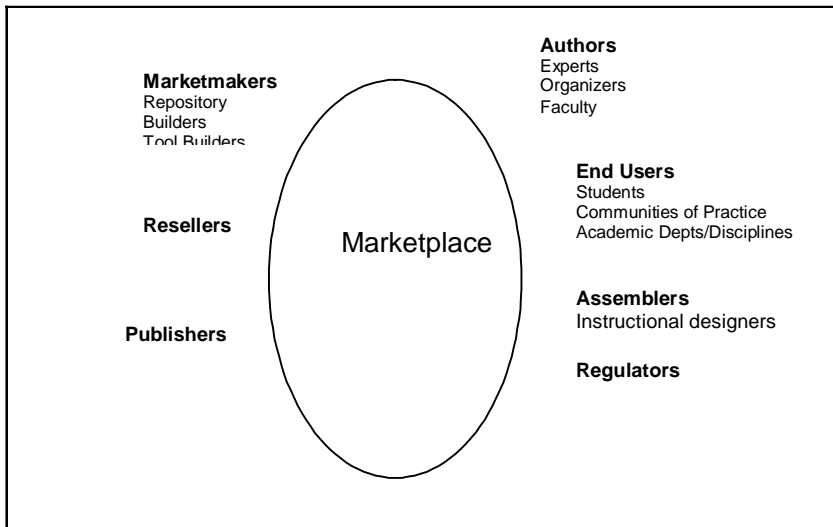 Marketmakers
Repository
Builders
Tool Builders
Resellers
Publishers
Marketplace
Authors
Experts
Organizers
Faculty
End Users
Students
Communities of Practice
Academic Depts/Disciplines
Assemblers
Instructional designers
Regulators